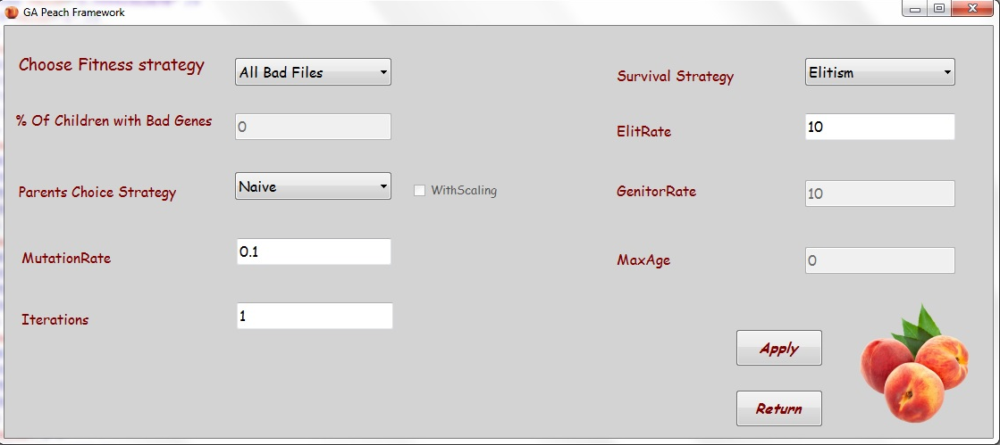 GA Peach Framework
Choose Fitness strategy
All Bad Files
Survival Strategy
Elitism
% Of Children with Bad Genes
0
ElitRate
10
Parents Choice Strategy
Naive
WithScaling
GenitorRate
10
MutationRate
0.1
MaxAge
0
Iterations
1
Apply
Return